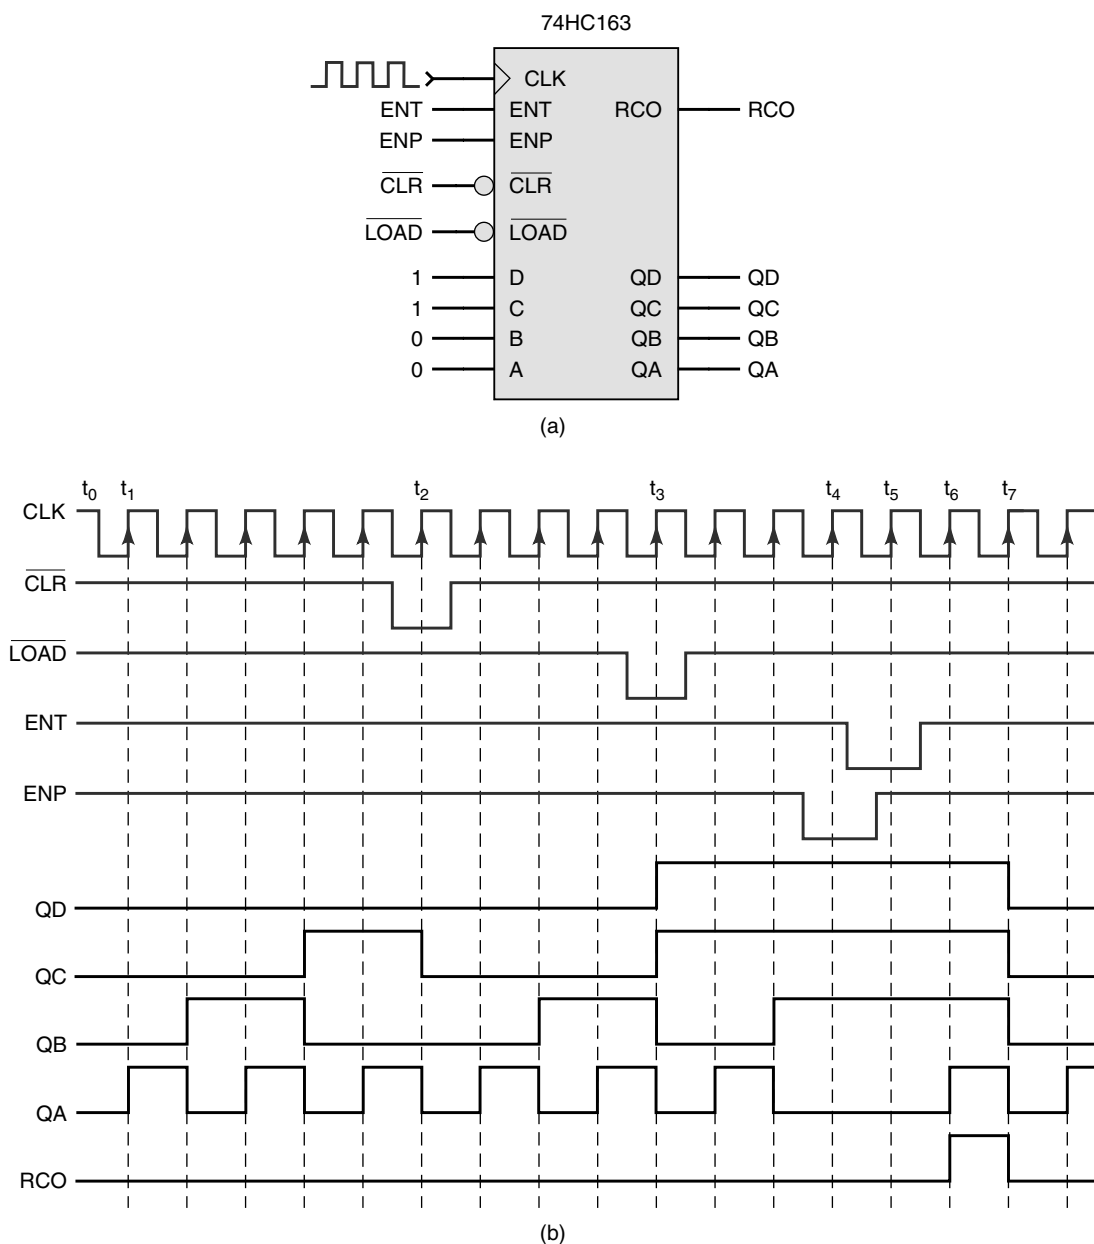 74HC163
CLK
ENT ENT RCO RCO
ENP ENP
CLR CLR
LOAD LOAD
1 D QD QD
1 C QC QC
0 B QB QB
0 A QA QA
(a)
t0 t1 t2 t3 t4 t5 t6 t7
CLK
CLR
LOAD
ENT
ENP
QD
QC
QB
QA
RCO
(b)